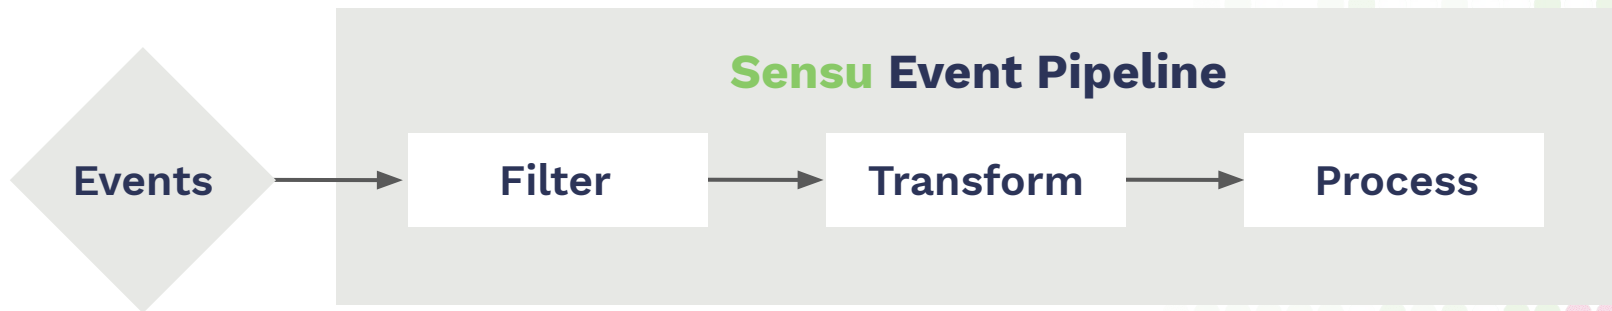 Sensu Event Pipeline
Events
Filter
Transform
Process